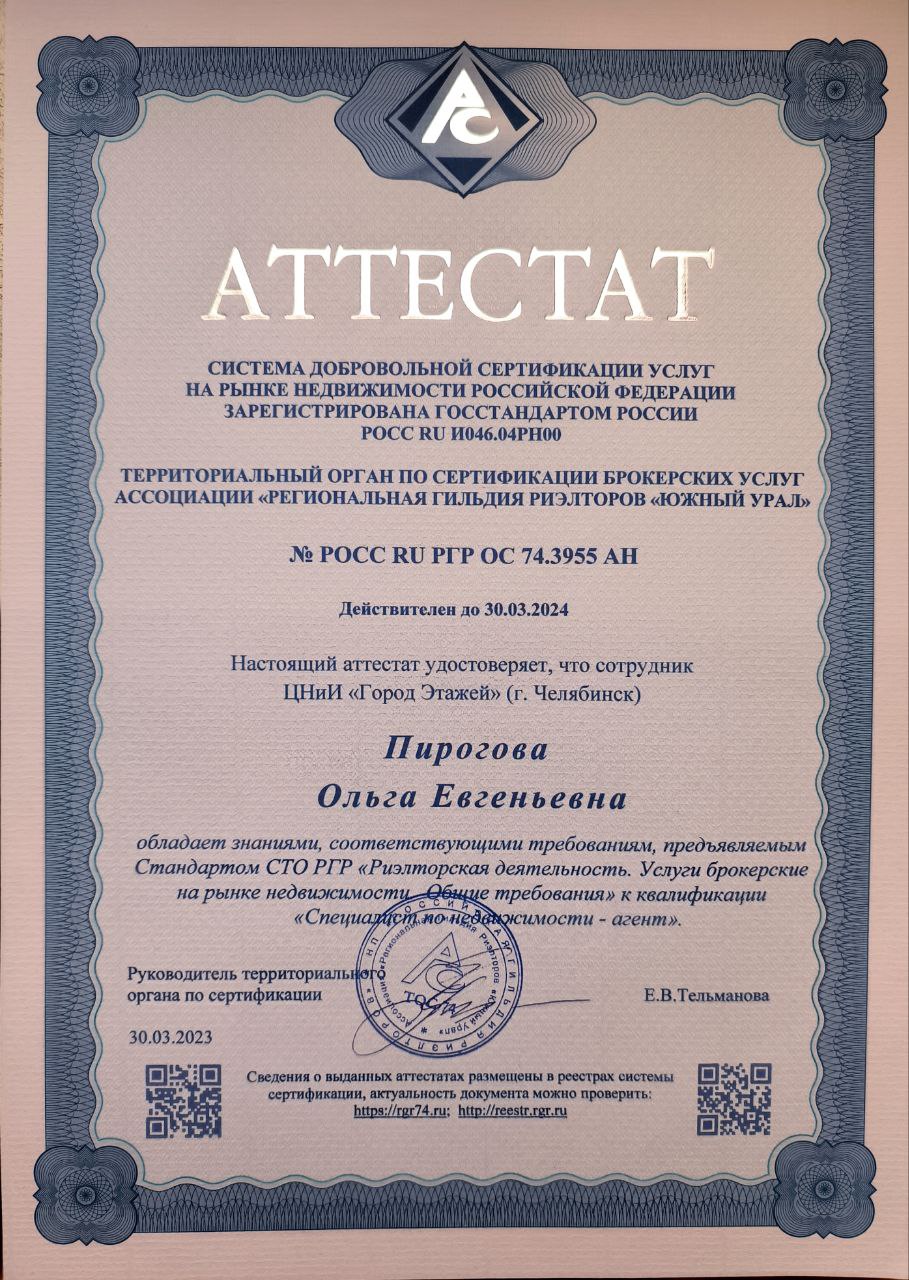 АС
АТТЕСТАТ
СИСТЕМА ДОБРОВОЛЬНОЙ СЕРТИФИКАЦИИ УСЛУГ
НА РЫНКЕ НЕДВИЖИМОСТИ РОССИЙСКОЙ ФЕДЕРАЦИИ
ЗАРЕГИСТРИРОВАНА ГОССТАНДАРТОМ РОССИИ
РОСС RU И046.04РН00
ТЕРРИТОРИАЛЬНЫЙ ОРГАН ПО СЕРТИФИКАЦИИ БРОКЕРСКИХ УСЛУГ
АССОЦИАЦИИ «РЕГИОНАЛЬНАЯ ГИЛЬДИЯ РИЭЛТОРОВ «ЮЖНЫЙ УРАЛ»
№ РОСС RU РГР ОС 74.3955 АН
Действителен до 30.03.2024
Настоящий аттестат удостоверяет, что сотрудник
ЦНиИ «Город Этажей» (г. Челябинск)
Пирогова
Ольга Евгеньевна
обладает знаниями, соответствующими требованиям, предъявляемым
Стандартом СТО РГР «Риэлторская деятельность. Услуги брокерские
на рынке недвижимости. Общие требования» к квалификации
«Специалист по недвижимости - агент».
Руководитель территориального
органа по сертификации
Е.В.Тельманова
30.03.2023
Сведения о выданных аттестатах размещены в реестрах системы
сертификации, актуальность документа можно проверить:
https://rgr74.ru; http://reestr.rgr.ru